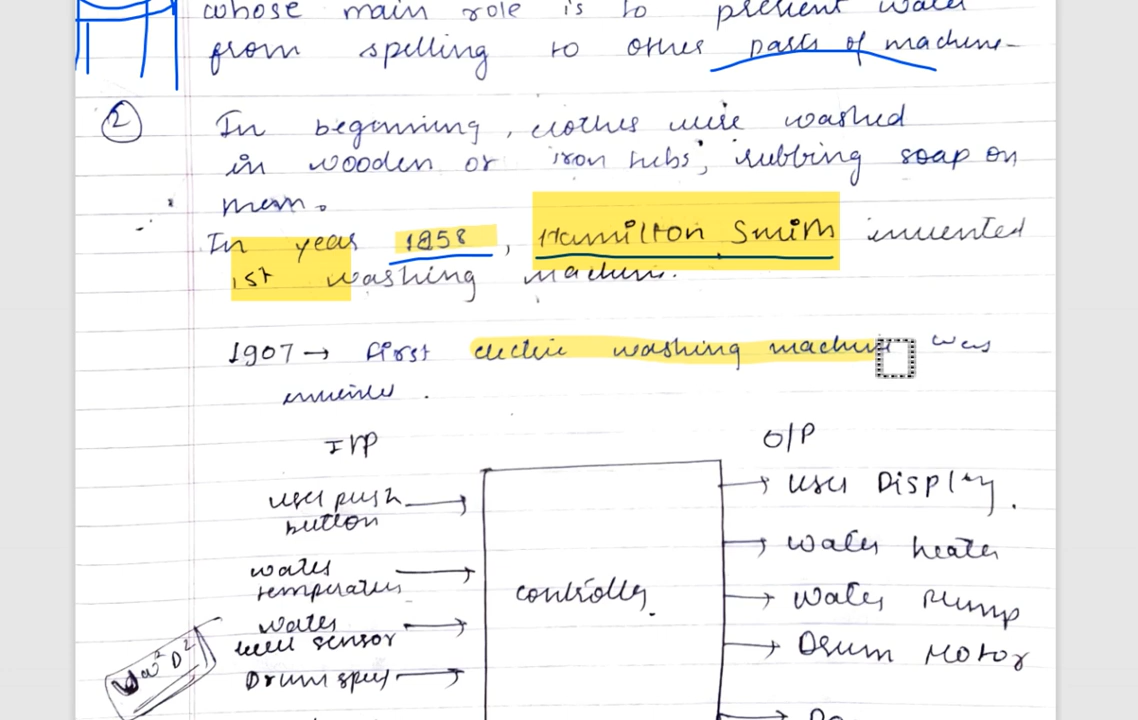 whose main role is to prevent water
from spelling to other parts of machine-
2 In beginning, clothes were washed
in wooden or iron tubs, rubbing soap on
them.
In year 1858, Hamilton Smith invented
1st washing machine.
1907 → first electric washing machine was
invented.
I/P O/P
user push button → → User Display.
water temperature → controller → water heater
water level sensor → → water Pump
Drum speed → → Drum Motor